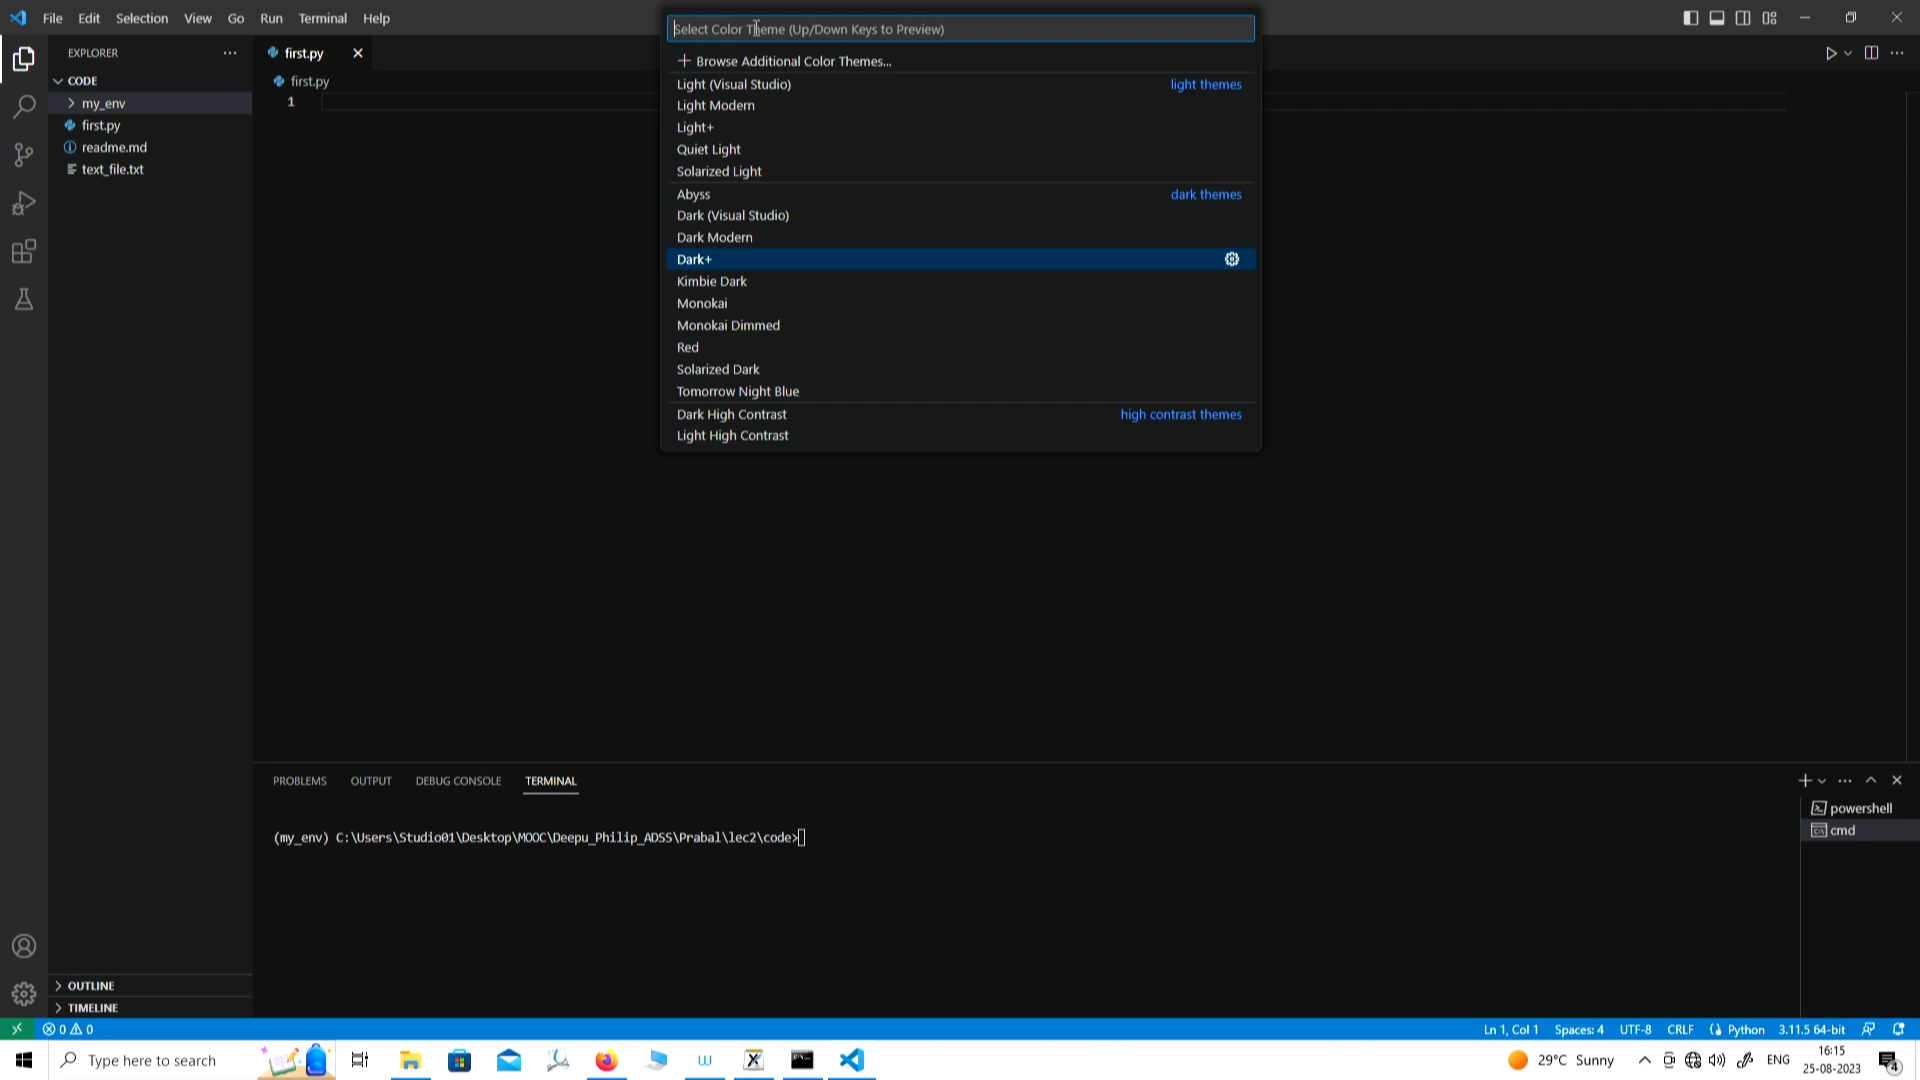 File Edit Selection View Go Run Terminal Help
Select Color Theme (Up/Down Keys to Preview)
EXPLORER
first.py
Browse Additional Color Themes...
CODE
first.py
Light (Visual Studio) light themes
my_env
1
Light Modern
first.py
Light+
readme.md
Quiet Light
text_file.txt
Solarized Light
Abyss dark themes
Dark (Visual Studio)
Dark Modern
Dark+
Kimbie Dark
Monokai
Monokai Dimmed
Red
Solarized Dark
Tomorrow Night Blue
Dark High Contrast high contrast themes
Light High Contrast
PROBLEMS OUTPUT DEBUG CONSOLE TERMINAL
powershell
(my_env) C:\Users\Studio01\Desktop\MOOC\Deepu_Philip_ADSS\Prabal\lec2\code>
cmd
OUTLINE
TIMELINE
0 0 Ln 1, Col 1 Spaces: 4 UTF-8 CRLF Python 3.11.5 64-bit
Type here to search 29°C Sunny ENG 16:15
25-08-2023 4